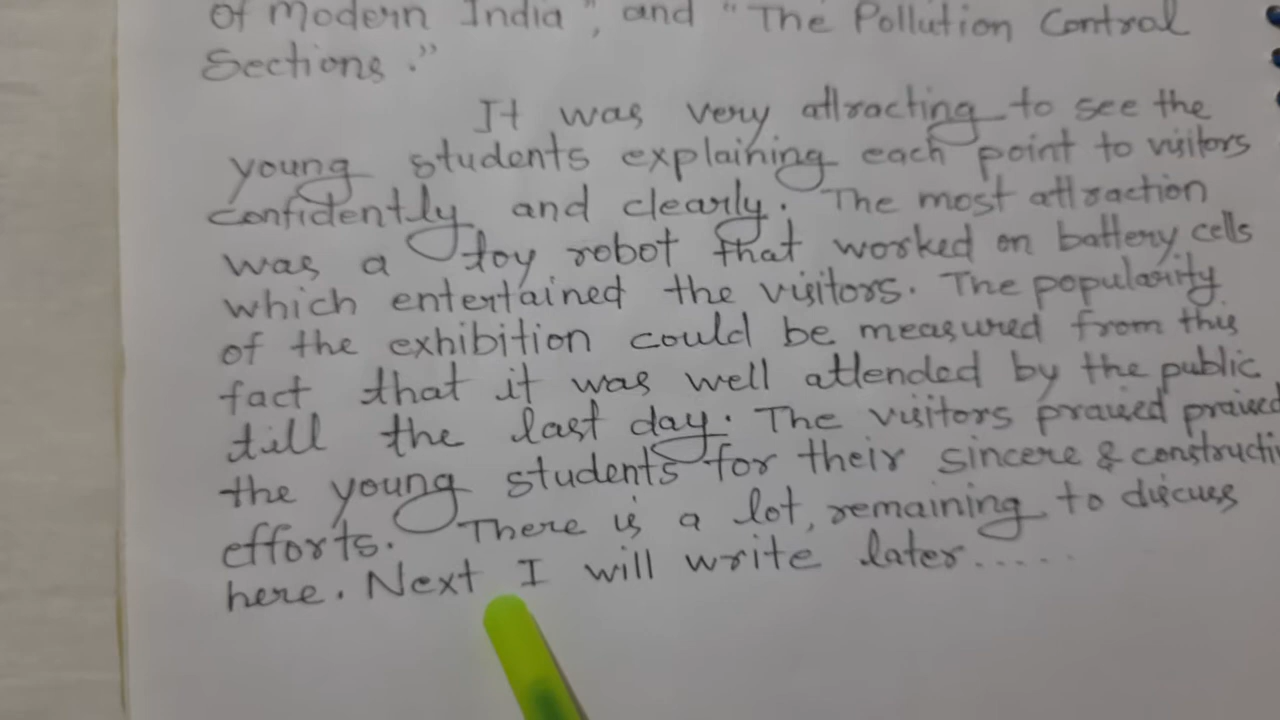 of Modern India", and "The Pollution Control
Sections."
It was very attracting to see the
young students explaining each point to visitors
confidently and clearly. The most attraction
was a toy robot that worked on battery cells
which entertained the visitors. The popularity
of the exhibition could be measured from this
fact that it was well attended by the public
till the last day. The visitors praised praised
the young students for their sincere & constructi
efforts. There is a lot, remaining to discuss
here. Next I will write later.....